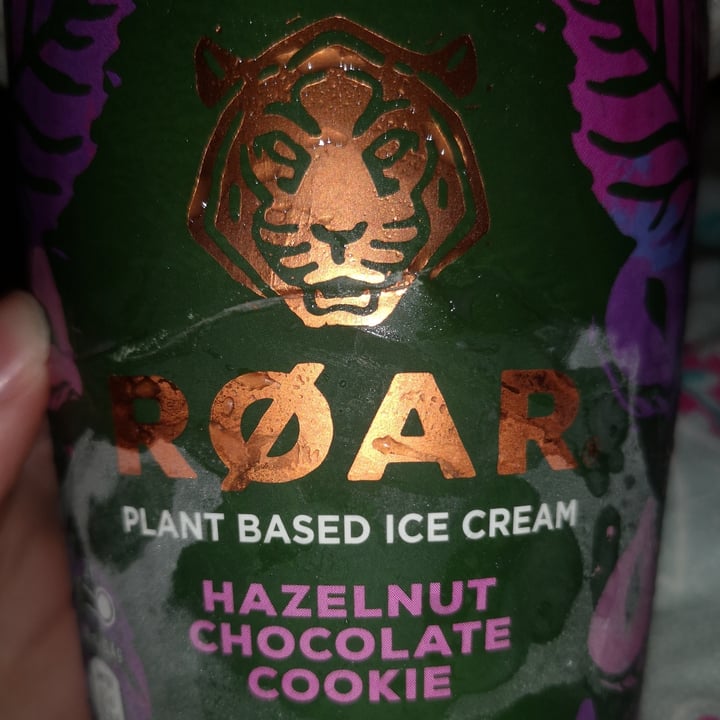 RØAR
PLANT BASED ICE CREAM
HAZELNUT
CHOCOLATE
COOKIE